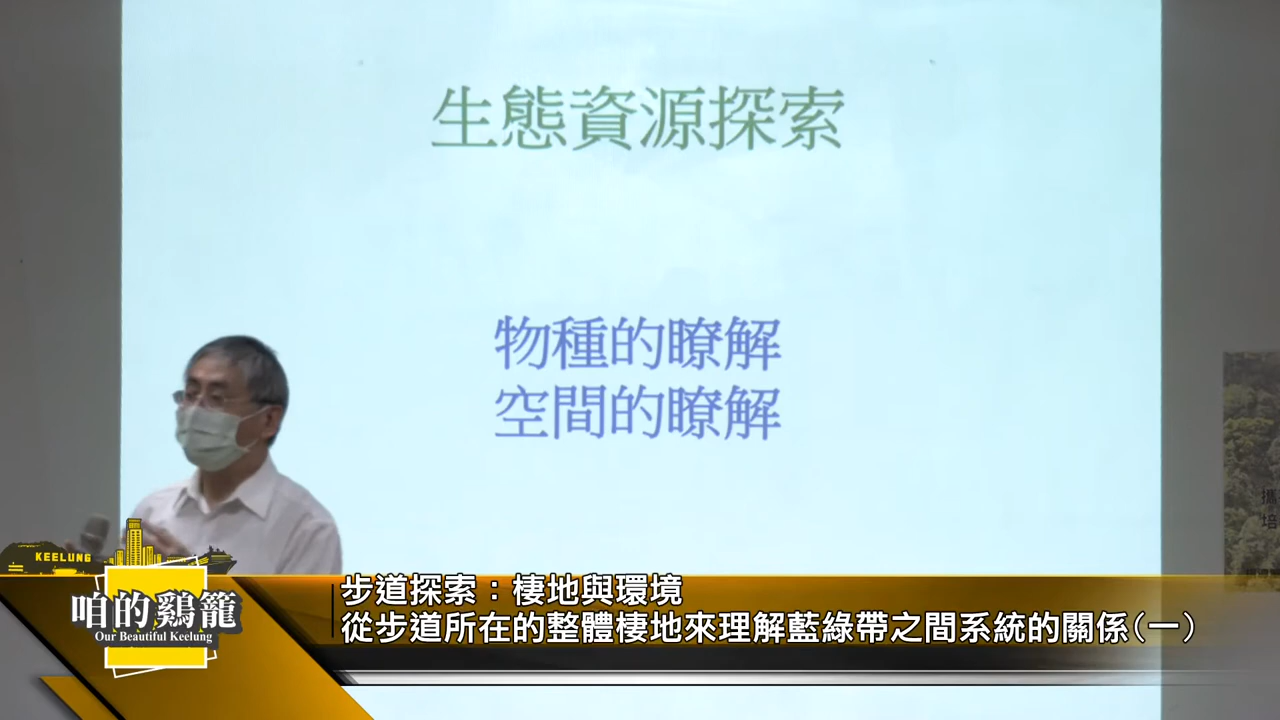 生態資源探索
物種的瞭解
空間的瞭解
攜
培
KEELUNG
咱的鷄籠
Our Beautiful Keelung
步道探索：棲地與環境
從步道所在的整體棲地來理解藍綠帶之間系統的關係(一)